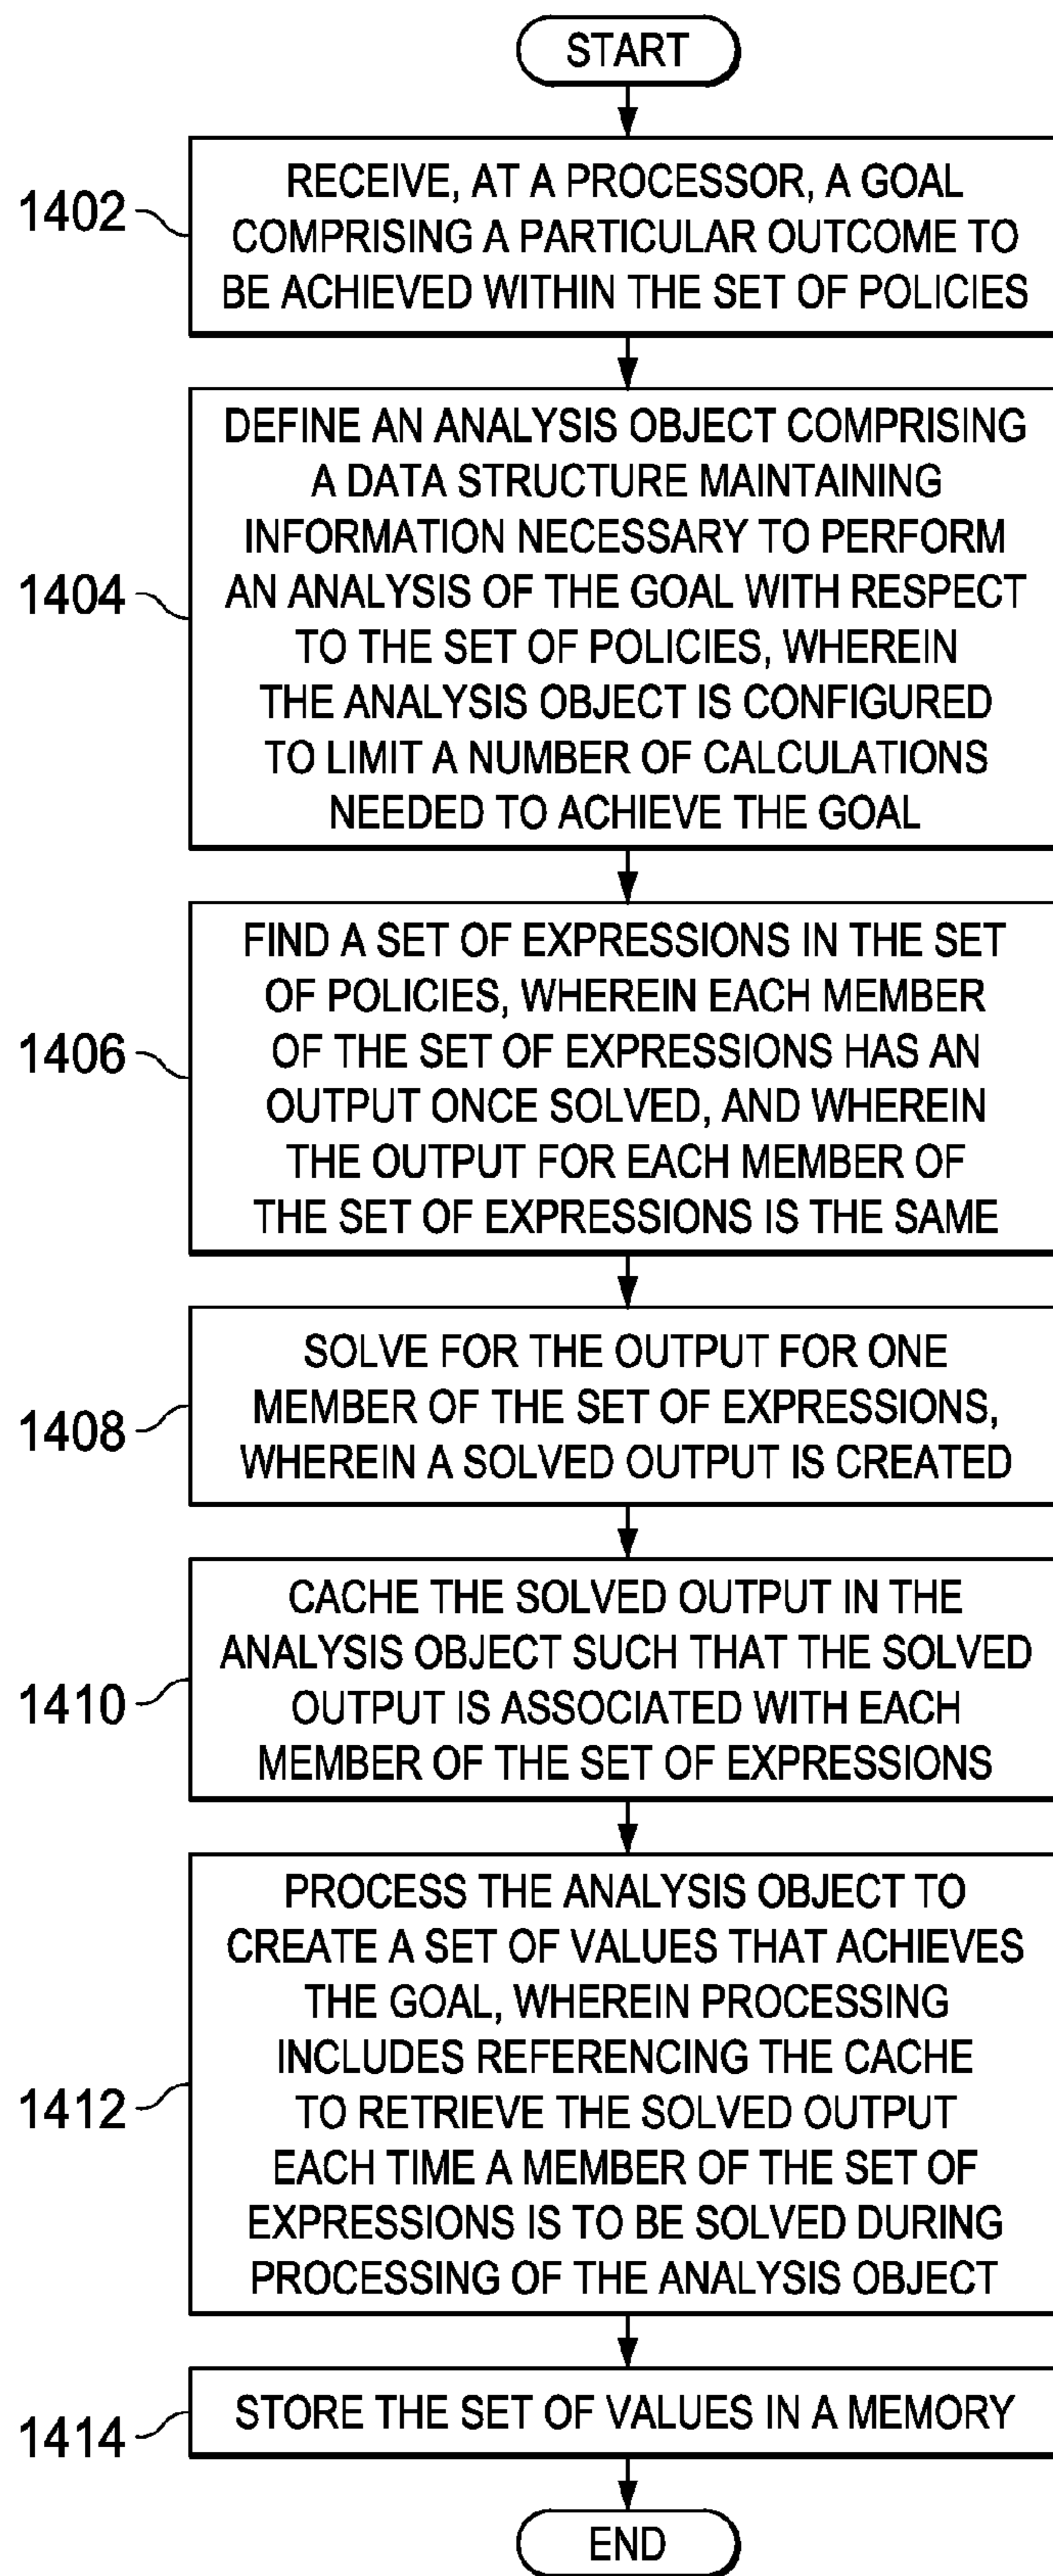 START
1402
RECEIVE, AT A PROCESSOR, A GOAL
COMPRISING A PARTICULAR OUTCOME TO
BE ACHIEVED WITHIN THE SET OF POLICIES
1404
DEFINE AN ANALYSIS OBJECT COMPRISING
A DATA STRUCTURE MAINTAINING
INFORMATION NECESSARY TO PERFORM
AN ANALYSIS OF THE GOAL WITH RESPECT
TO THE SET OF POLICIES, WHEREIN
THE ANALYSIS OBJECT IS CONFIGURED
TO LIMIT A NUMBER OF CALCULATIONS
NEEDED TO ACHIEVE THE GOAL
1406
FIND A SET OF EXPRESSIONS IN THE SET
OF POLICIES, WHEREIN EACH MEMBER
OF THE SET OF EXPRESSIONS HAS AN
OUTPUT ONCE SOLVED, AND WHEREIN
THE OUTPUT FOR EACH MEMBER OF
THE SET OF EXPRESSIONS IS THE SAME
1408
SOLVE FOR THE OUTPUT FOR ONE
MEMBER OF THE SET OF EXPRESSIONS,
WHEREIN A SOLVED OUTPUT IS CREATED
1410
CACHE THE SOLVED OUTPUT IN THE
ANALYSIS OBJECT SUCH THAT THE SOLVED
OUTPUT IS ASSOCIATED WITH EACH
MEMBER OF THE SET OF EXPRESSIONS
1412
PROCESS THE ANALYSIS OBJECT TO
CREATE A SET OF VALUES THAT ACHIEVES
THE GOAL, WHEREIN PROCESSING
INCLUDES REFERENCING THE CACHE
TO RETRIEVE THE SOLVED OUTPUT
EACH TIME A MEMBER OF THE SET OF
EXPRESSIONS IS TO BE SOLVED DURING
PROCESSING OF THE ANALYSIS OBJECT
1414
STORE THE SET OF VALUES IN A MEMORY
END